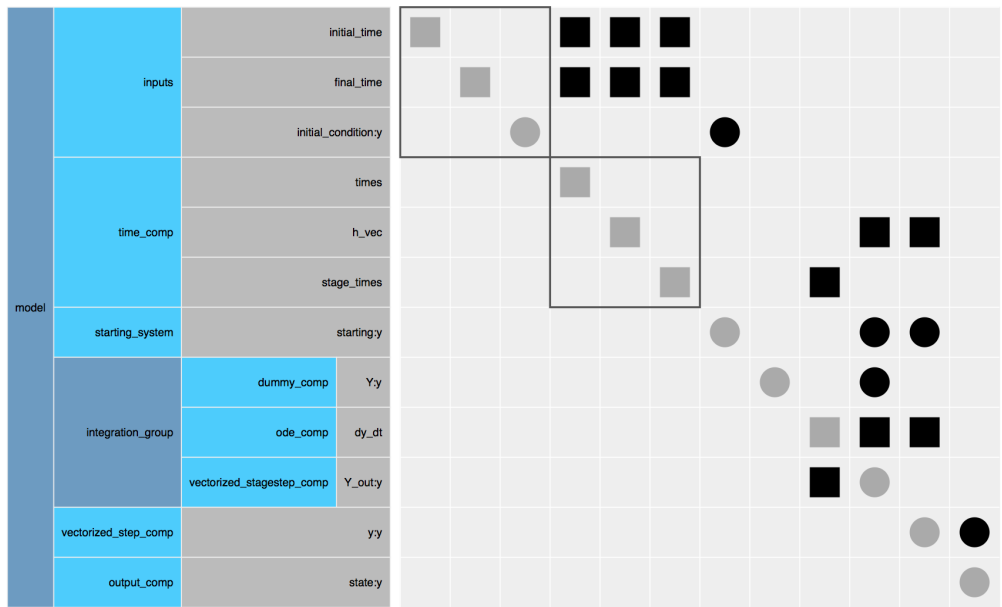 initial_time
final_time
inputs
initial_condition:y
times
time_comp
h_vec
stage_times
model
starting_system
starting:y
dummy_comp
Y:y
integration_group
ode_comp
dy_dt
vectorized_stagestep_comp
Y_out:y
vectorized_step_comp
y:y
output_comp
state:y